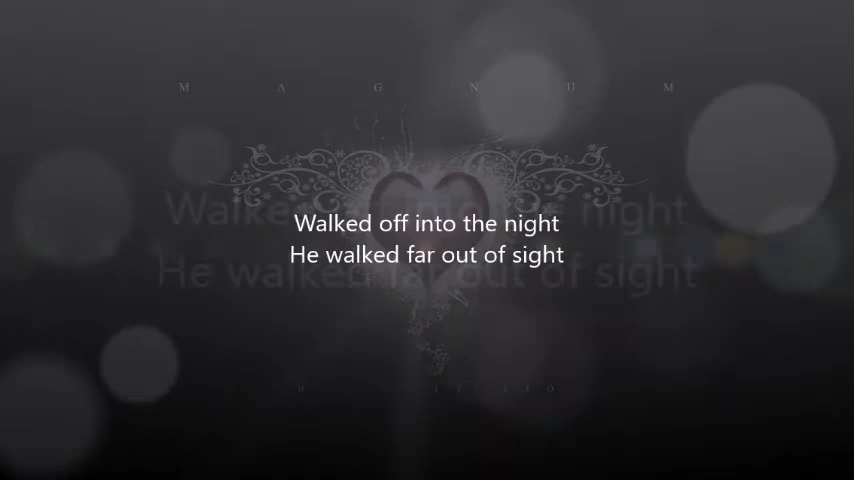 M A G N U M
Walked off into the night
He walked far out of sight